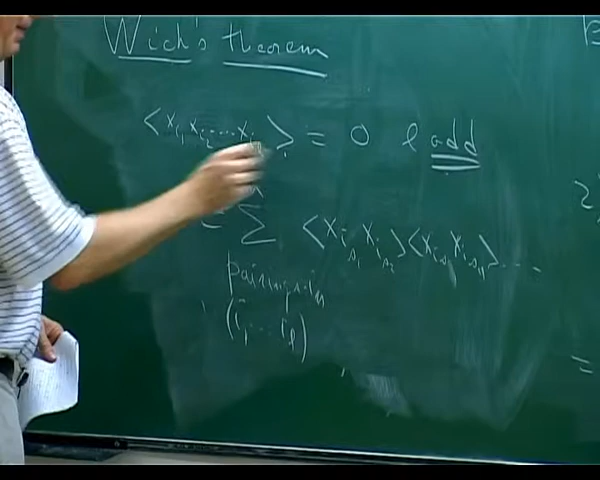 Wick's theorem
< x_{i_1} x_{i_2} ... x_{i_l} > = 0 l odd
= Σ < x_{i_{s_1}} x_{i_{s_2}} > < x_{i_{s_3}} x_{i_{s_4}} > ...
pairings in
(i_1 ... i_l)
=